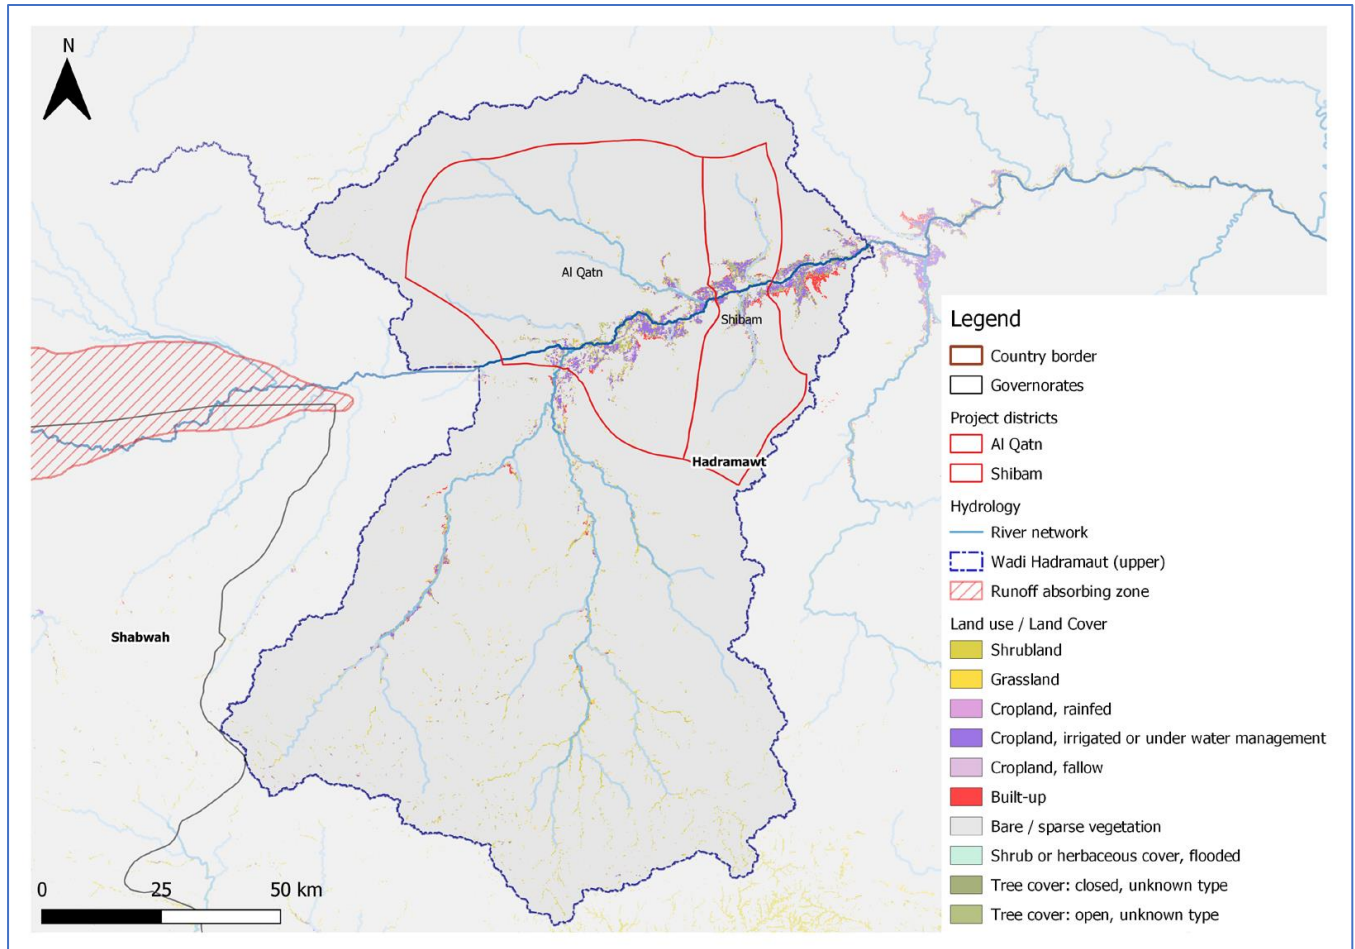 N
Al Qatn
Shibam
Hadramawt
Shabwah
0 25 50 km
Legend
Country border
Governorates
Project districts
Al Qatn
Shibam
Hydrology
River network
Wadi Hadramaut (upper)
Runoff absorbing zone
Land use / Land Cover
Shrubland
Grassland
Cropland, rainfed
Cropland, irrigated or under water management
Cropland, fallow
Built-up
Bare / sparse vegetation
Shrub or herbaceous cover, flooded
Tree cover: closed, unknown type
Tree cover: open, unknown type